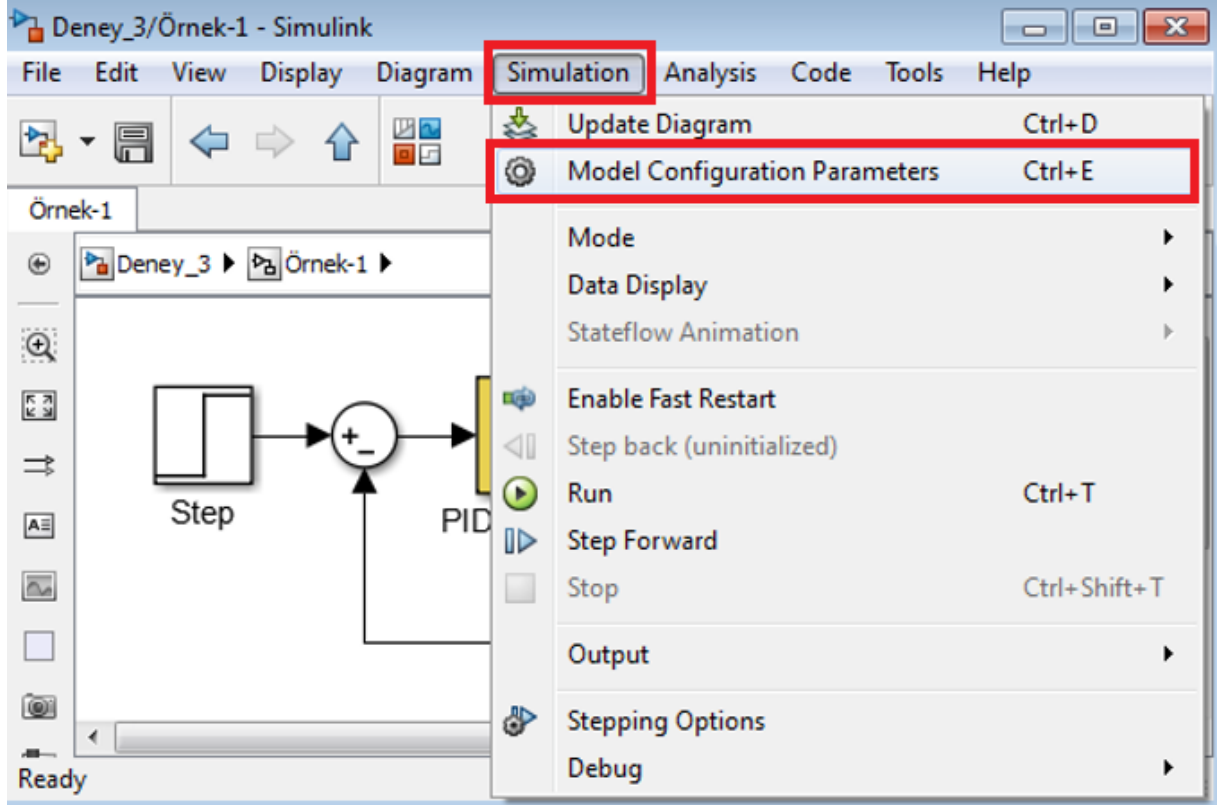 Deney_3/Örnek-1 - Simulink
File Edit View Display Diagram Simulation Analysis Code Tools Help
Update Diagram Ctrl+D
Model Configuration Parameters Ctrl+E
Örnek-1
Mode
Deney_3 Örnek-1
Data Display
Stateflow Animation
Enable Fast Restart
Step back (uninitialized)
Run Ctrl+T
Step
PID
Step Forward
Stop Ctrl+Shift+T
Output
Stepping Options
Debug
Ready